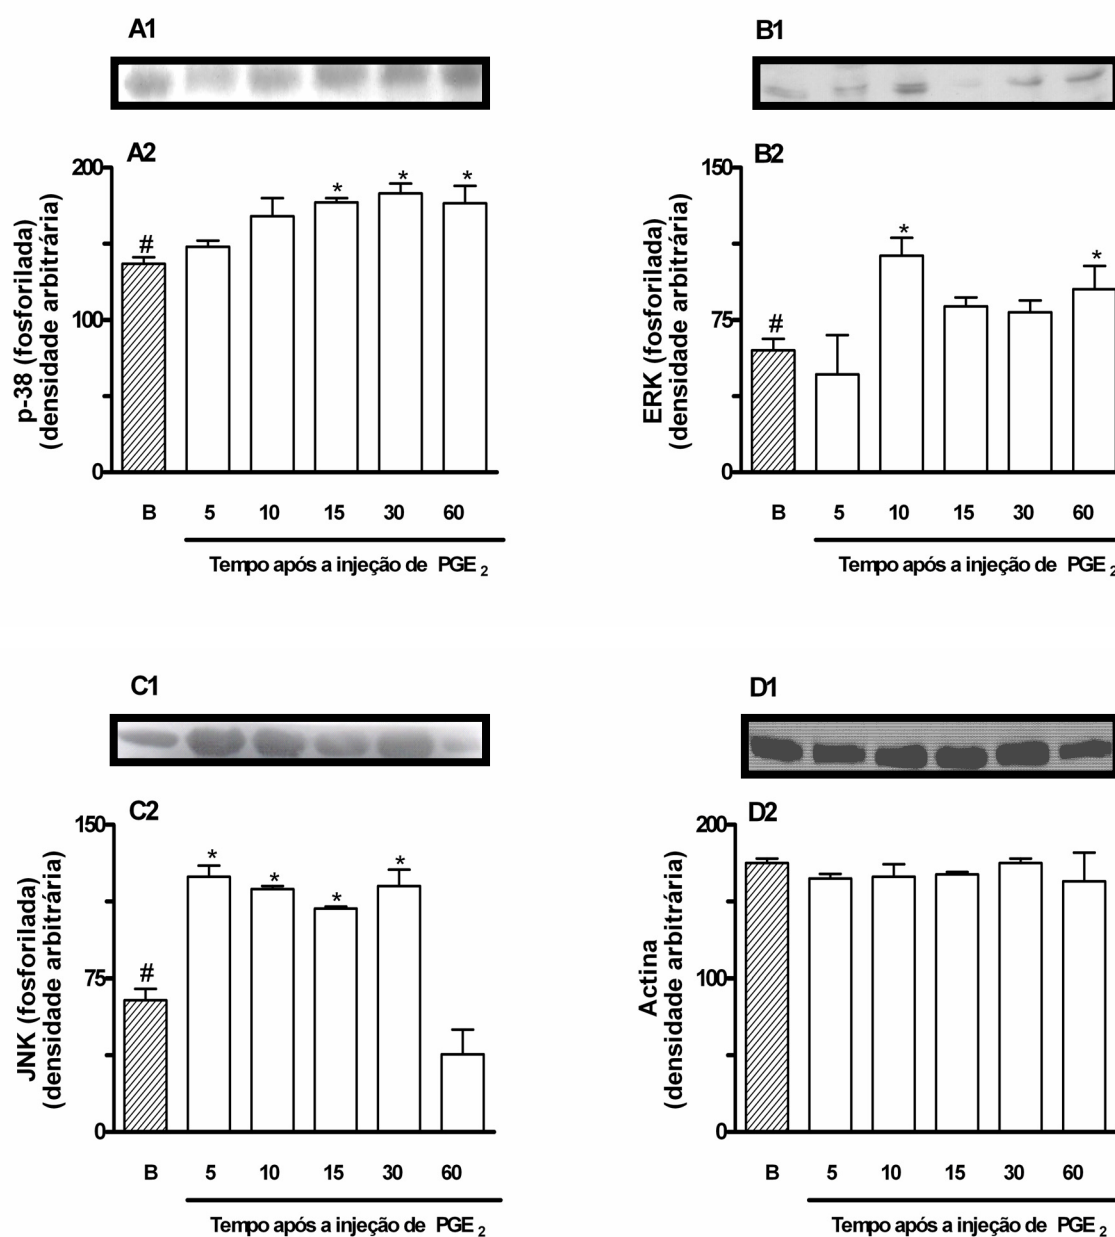 A1
A2
200
100
0
p-38 (fosforilada)
(densidade arbitrária)
#
*
*
*
B 5 10 15 30 60
Tempo após a injeção de PGE 2
B1
B2
150
75
0
ERK (fosforilada)
(densidade arbitrária)
#
*
*
B 5 10 15 30 60
Tempo após a injeção de PGE 2
C1
C2
150
75
0
JNK (fosforilada)
(densidade arbitrária)
#
*
*
*
*
B 5 10 15 30 60
Tempo após a injeção de PGE 2
D1
D2
200
100
0
Actina
(densidade arbitrária)
B 5 10 15 30 60
Tempo após a injeção de PGE 2